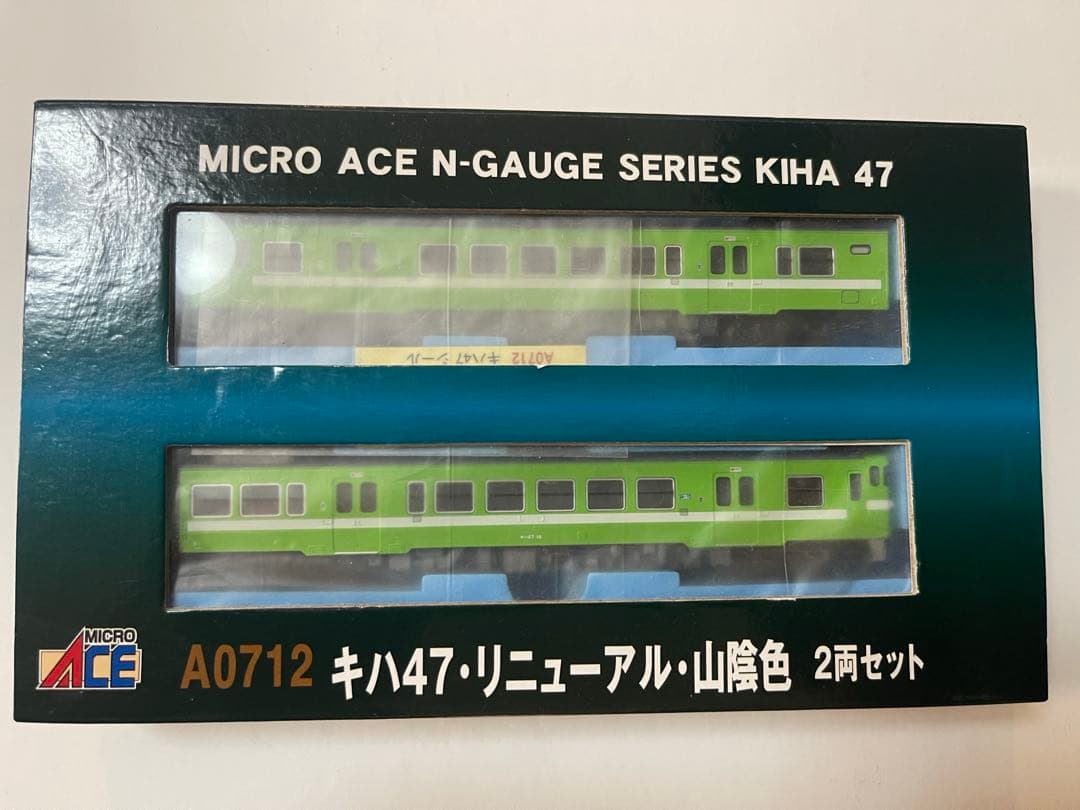 MICRO ACE N-GAUGE SERIES KIHA 47
A0712 キハ47シール
MICRO
ACE
A0712 キハ47・リニューアル・山陰色 2両セット